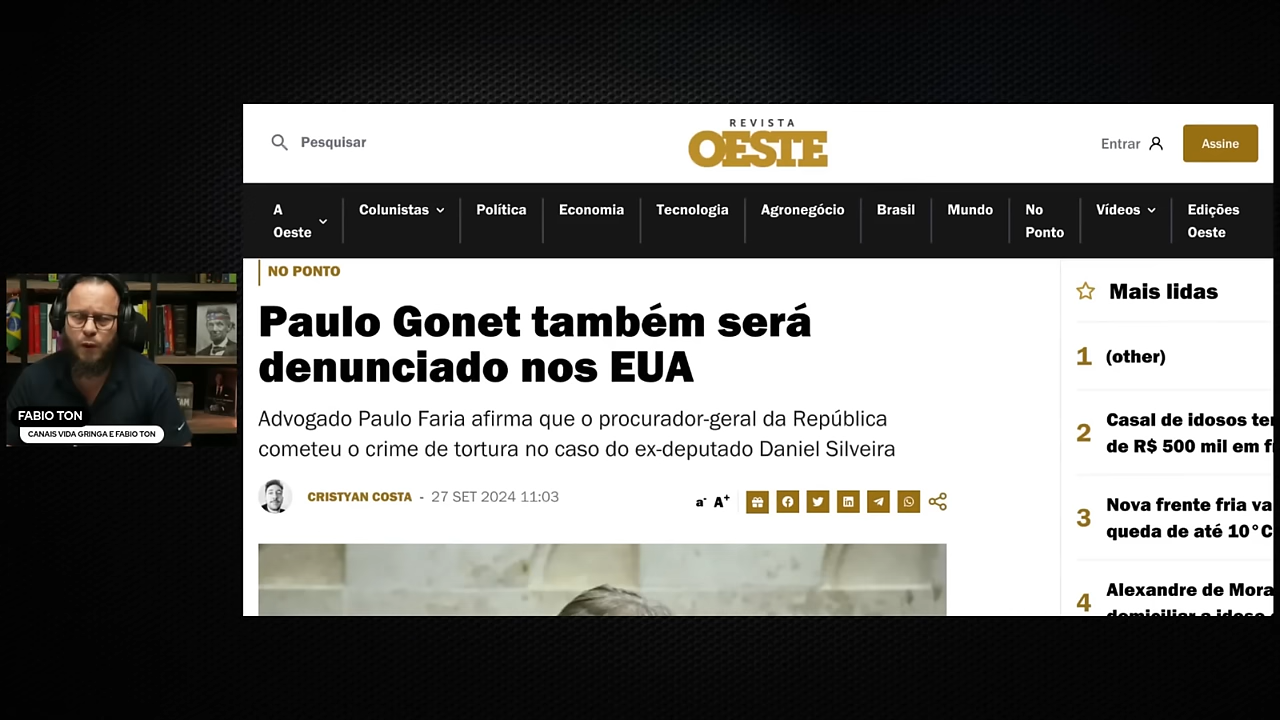 Pesquisar
REVISTA
OESTE
Entrar
Assine
A
Oeste
Colunistas
Política
Economia
Tecnologia
Agronegócio
Brasil
Mundo
No
Ponto
Vídeos
Edições
Oeste
NO PONTO
Paulo Gonet também será
denunciado nos EUA
Advogado Paulo Faria afirma que o procurador-geral da República
cometeu o crime de tortura no caso do ex-deputado Daniel Silveira
CRISTYAN COSTA - 27 SET 2024 11:03
a- A+
Mais lidas
1 (other)
2 Casal de idosos
de R$ 500 mil em
3 Nova frente fria
queda de até 10°C
4 Alexandre de
domiciliar a
FABIO TON
CANAIS VIDA GRINGA E FABIO TON